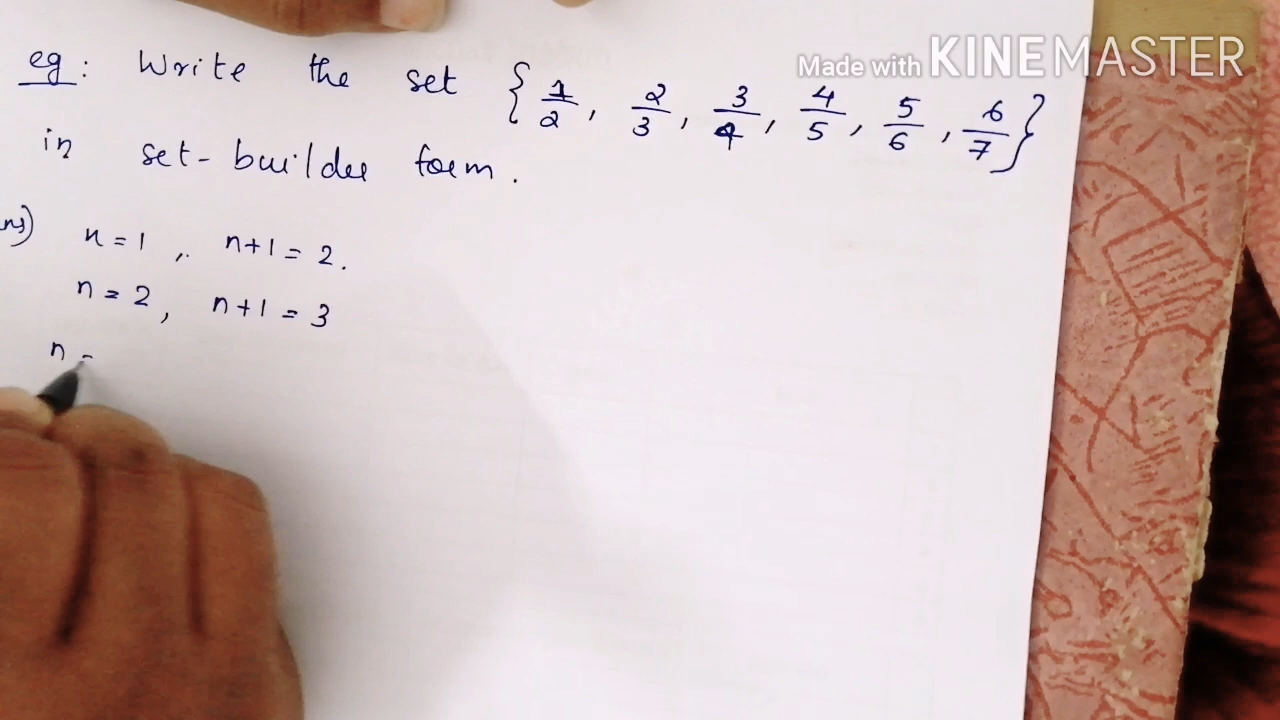 Made with KINEMASTER
eg: Write the set { 1/2, 2/3, 3/4, 4/5, 5/6, 6/7 }
in set-builder form.
n = 1, n+1 = 2.
n = 2, n+1 = 3
n =